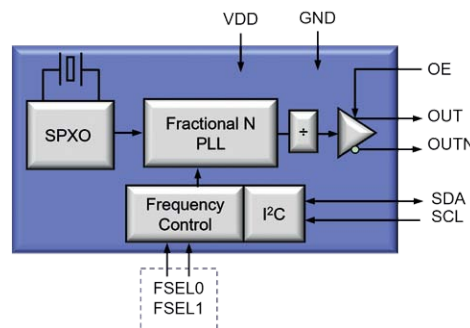 VDD
GND
OE
SPXO
Fractional N
PLL
÷
OUT
OUTN
Frequency
Control
I²C
SDA
SCL
FSEL0
FSEL1